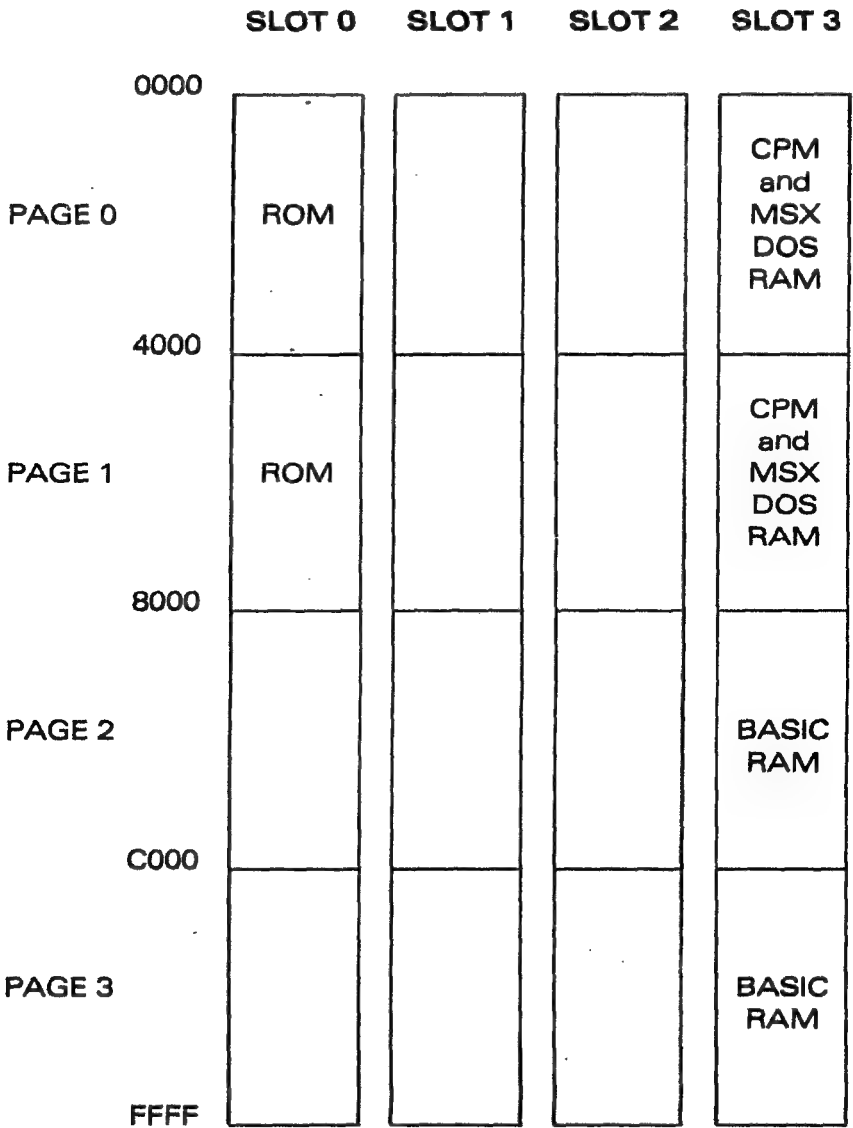 SLOT 0 SLOT 1 SLOT 2 SLOT 3
0000
PAGE 0
ROM
CPM
and
MSX
DOS
RAM
4000
PAGE 1
ROM
CPM
and
MSX
DOS
RAM
8000
PAGE 2
BASIC
RAM
C000
PAGE 3
BASIC
RAM
FFFF